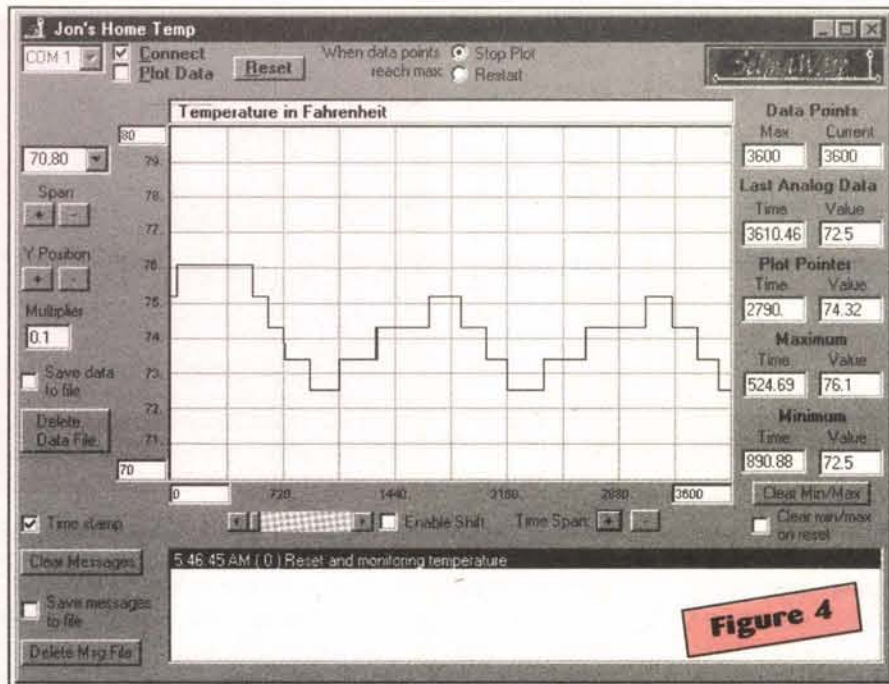 Jon's Home Temp
COM 1
Connect
Plot Data
Reset
When data points
reach max:
Stop Plot
Restart
Temperature in Fahrenheit
70,80
Span
+ -
Y Position
+ -
Multiplier
0.1
Save data
to file
Delete
Data File
80
79.
78.
77.
76.
75.
74.
73.
72.
71.
70
0 720. 1440. 2880. 3600
Data Points
Max Current
3600 3600
Last Analog Data
Time Value
3610.46 72.5
Plot Pointer
Time Value
2790. 74.32
Maximum
Time Value
524.69 76.1
Minimum
Time Value
890.88 72.5
Clear Min/Max
Clear min/max
on reset
Time stamp
Enable Shift
Time Span:
+ -
Clear Messages
Save messages
to file
Delete Msg File
5:46:45 AM ( 0 ) Reset and monitoring temperature
Figure 4